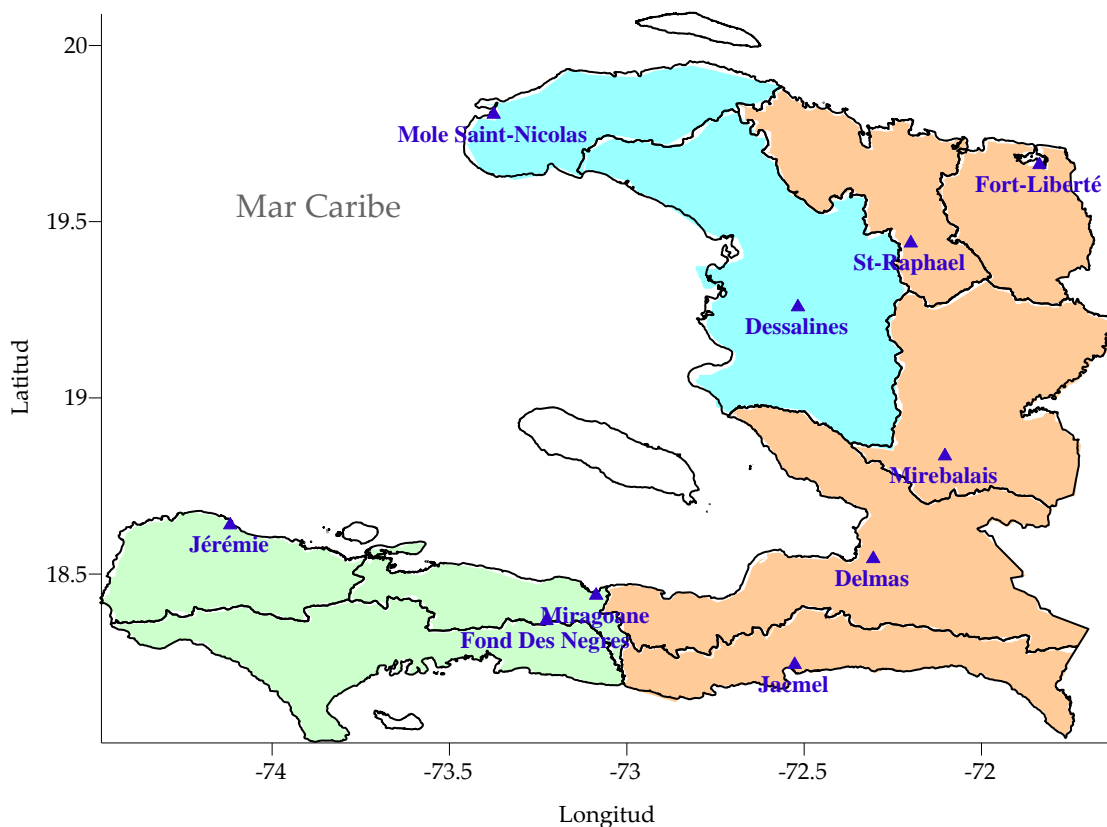 20
Mole Saint-Nicolas
Fort-Liberté
Mar Caribe
19.5
St-Raphael
Dessalines
19
Latitud
Mirebalais
Jérémie
18.5
Delmas
Miragoane
Fond Des Negres
Jacmel
-74
-73.5
-73
-72.5
-72
Longitud